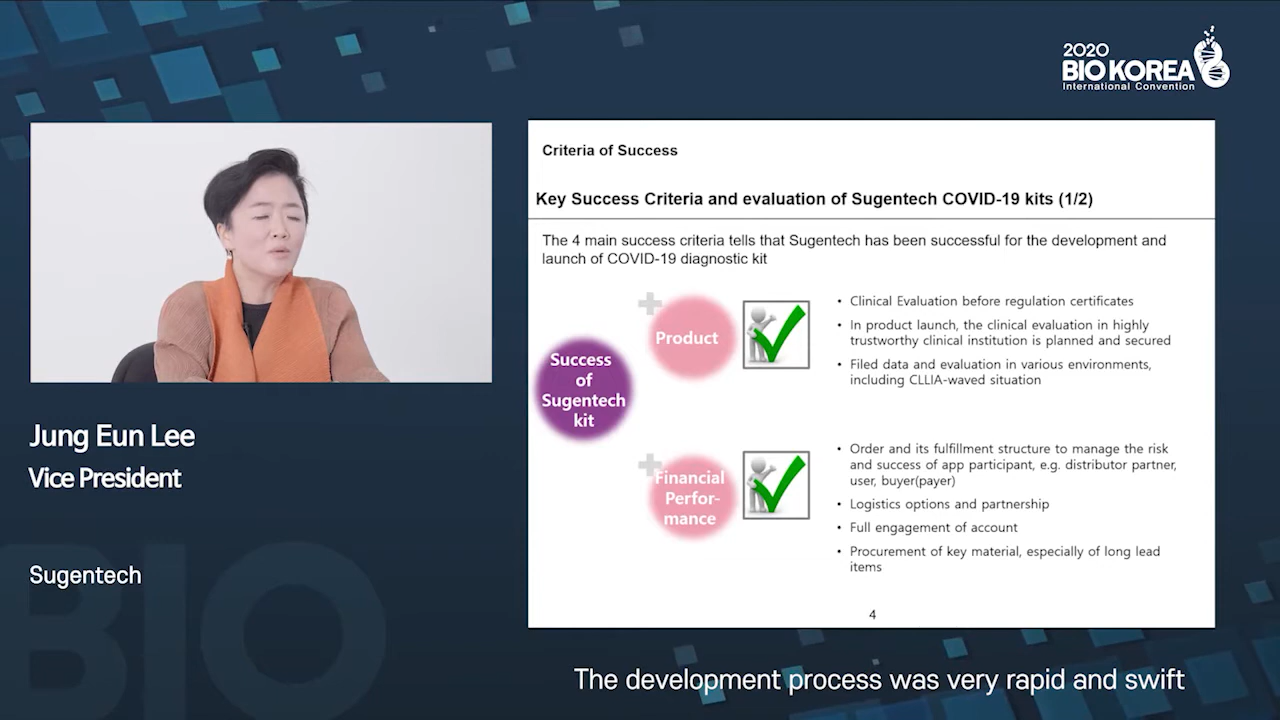 2020
BIO KOREA
International Convention
Criteria of Success
Key Success Criteria and evaluation of Sugentech COVID-19 kits (1/2)
The 4 main success criteria tells that Sugentech has been successful for the development and
launch of COVID-19 diagnostic kit
Success
of
Sugentech
kit
Product
• Clinical Evaluation before regulation certificates
• In product launch, the clinical evaluation in highly
trustworthy clinical institution is planned and secured
• Filed data and evaluation in various environments,
including CLLIA-waved situation
Financial
Perfor-
mance
• Order and its fulfillment structure to manage the risk
and success of app participant, e.g. distributor partner,
user, buyer(payer)
• Logistics options and partnership
• Full engagement of account
• Procurement of key material, especially of long lead
items
4
Jung Eun Lee
Vice President
Sugentech
BIO
The development process was very rapid and swift